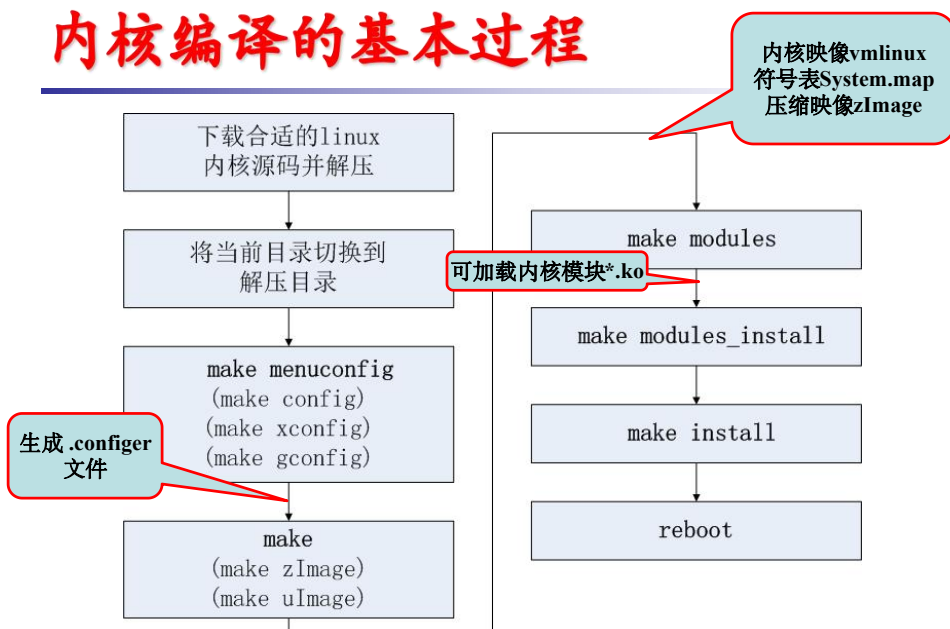 内核编译的基本过程
下载合适的linux
内核源码并解压
将当前目录切换到
解压目录
make menuconfig
(make config)
(make xconfig)
(make gconfig)
生成 .configer
文件
make
(make zImage)
(make uImage)
内核映像vmlinux
符号表System.map
压缩映像zImage
make modules
可加载内核模块*.ko
make modules_install
make install
reboot